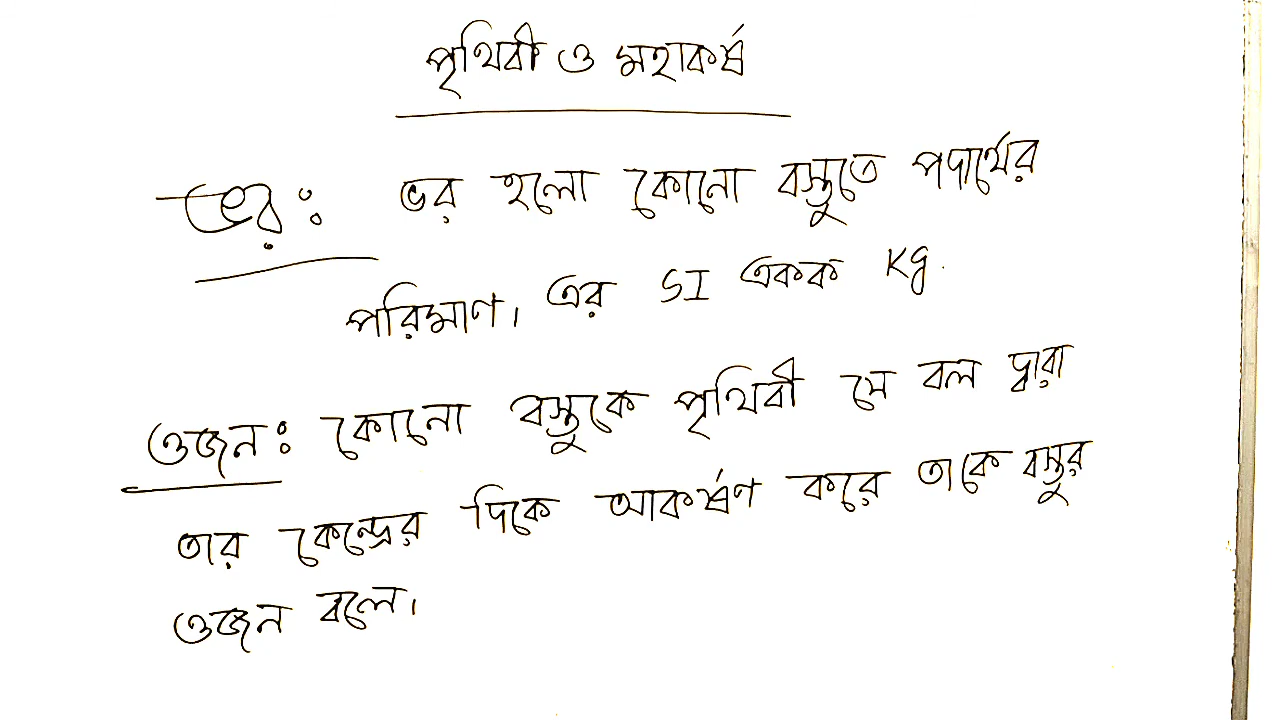 পৃথিবী ও মহাকর্ষ
ভর: ভর হলো কোনো বস্তুতে পদার্থের
পরিমাণ। এর SI একক Kg.
ওজন: কোনো বস্তুকে পৃথিবী যে বল দ্বারা
তার কেন্দ্রের দিকে আকর্ষণ করে তাকে বস্তুর
ওজন বলে।